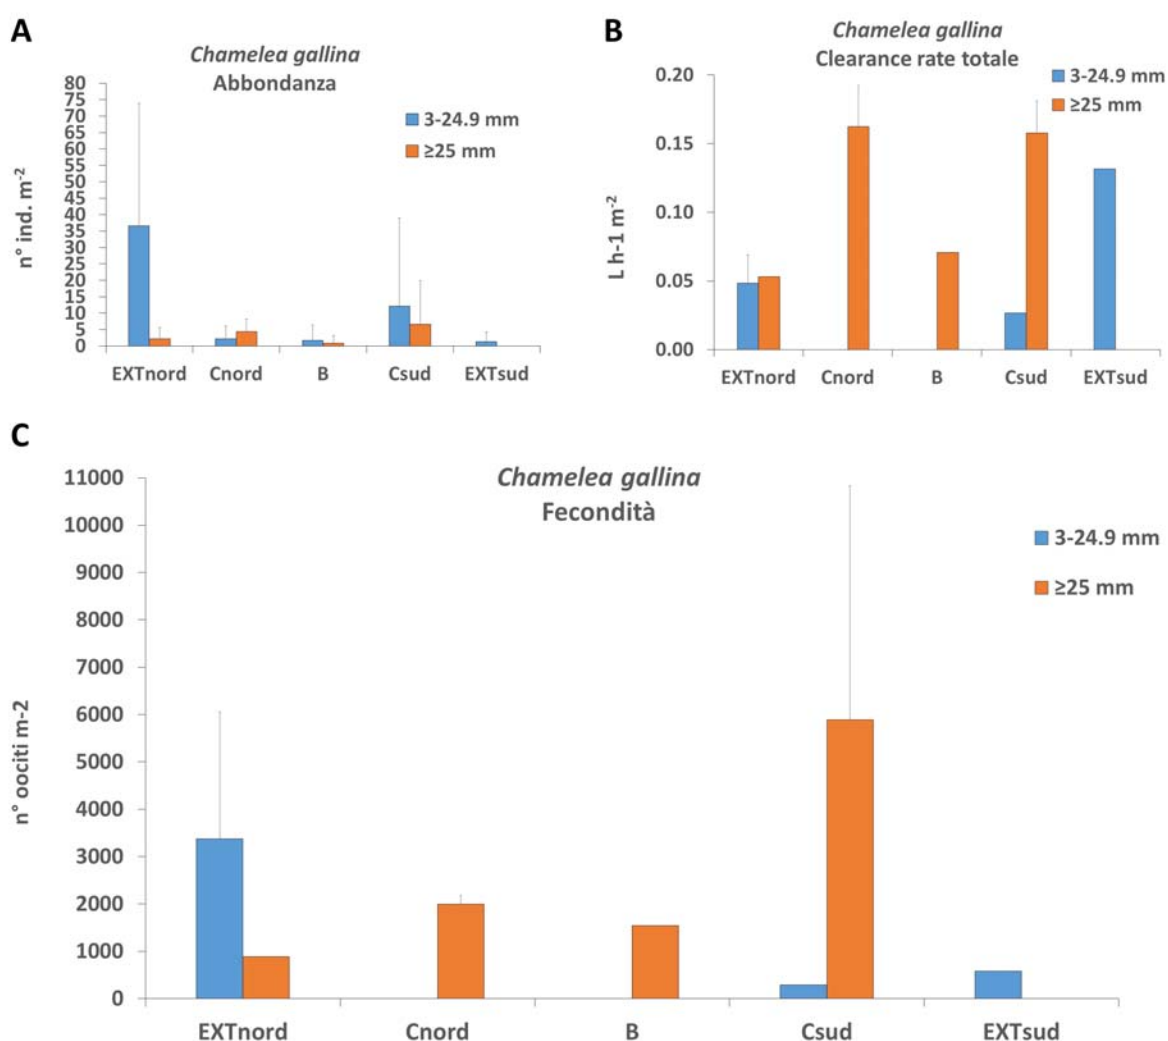 A
Chamelea gallina
Abbondanza
80
75
70
65
60
55
50
45
40
35
30
25
20
15
10
5
0
n° ind. m-2
3-24.9 mm
≥25 mm
EXTnord Cnord B Csud EXTsud
B
Chamelea gallina
Clearance rate totale
0.20
0.15
0.10
0.05
0.00
L h-1 m-2
3-24.9 mm
≥25 mm
EXTnord Cnord B Csud EXTsud
C
Chamelea gallina
Fecondità
11000
10000
9000
8000
7000
6000
5000
4000
3000
2000
1000
0
n° oociti m-2
3-24.9 mm
≥25 mm
EXTnord Cnord B Csud EXTsud